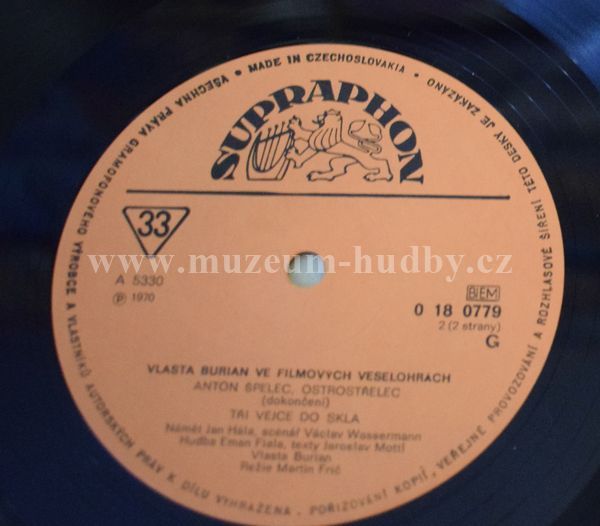 VŠECHNA PRÁVA GRAMOFONOVÉHO VÝROBCE A VLASTNÍKŮ AUTORSKÝCH PRÁV K DÍLU VYHRAŽENA. POŘIZOVÁNÍ KOPIÍ, VEŘEJNÉ PROVOZOVÁNÍ A ROZHLASOVÉ ŠÍŘENÍ TÉTO DESKY JE ZAKÁZÁNO • MADE IN CZECHOSLOVAKIA •
SUPRAPHON
33
www.muzeum-hudby.cz
A 5330
℗ 1970
BIEM
0 18 0779
2 (2 strany)
G
VLASTA BURIAN VE FILMOVÝCH VESELOHRÁCH
ANTON ŠPELEC, OSTROSTŘELEC
(dokončení)
TŘI VEJCE DO SKLA
Námět Jan Hála, scénář Václav Wasserman
Hudba Eman Fiala, texty Jaroslav Mottl
Vlasta Burian
Režie Martin Frič